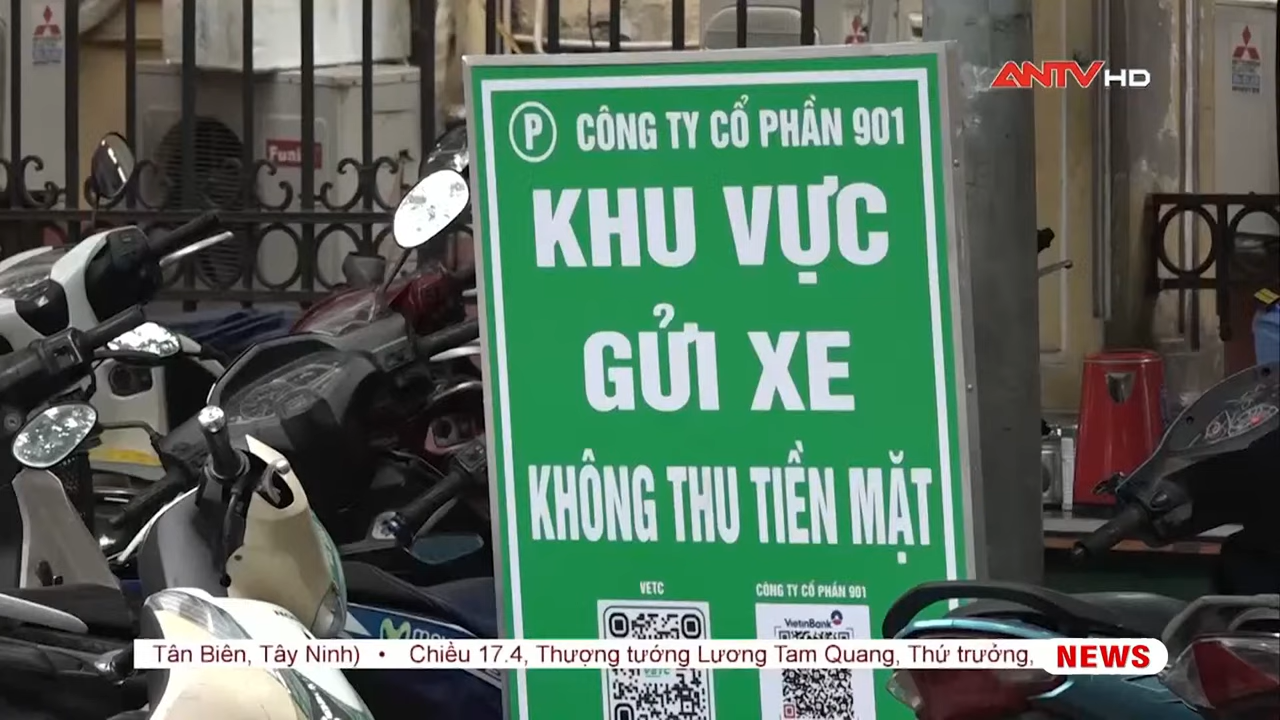 ANTV HD
P CÔNG TY CỔ PHẦN 901
KHU VỰC
GỬI XE
KHÔNG THU TIỀN MẶT
VETC
CÔNG TY CỔ PHẦN 901
VietinBank
VETC
Tân Biên, Tây Ninh) • Chiều 17.4, Thượng tướng Lương Tam Quang, Thứ trưởng,
NEWS